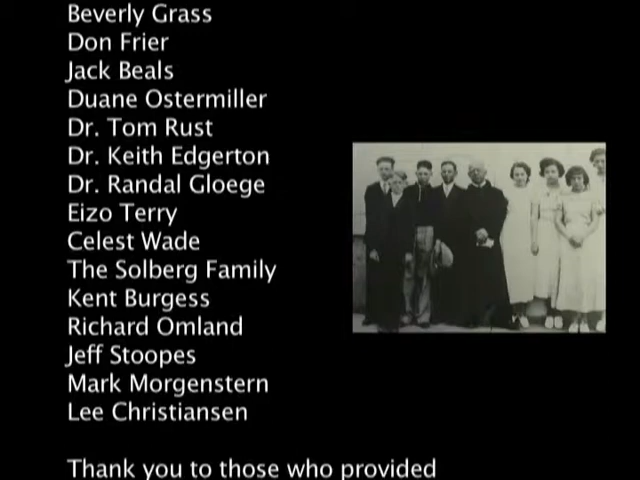 Beverly Grass
Don Frier
Jack Beals
Duane Ostermiller
Dr. Tom Rust
Dr. Keith Edgerton
Dr. Randal Gloege
Eizo Terry
Celest Wade
The Solberg Family
Kent Burgess
Richard Omland
Jeff Stoopes
Mark Morgenstern
Lee Christiansen
Thank you to those who provided